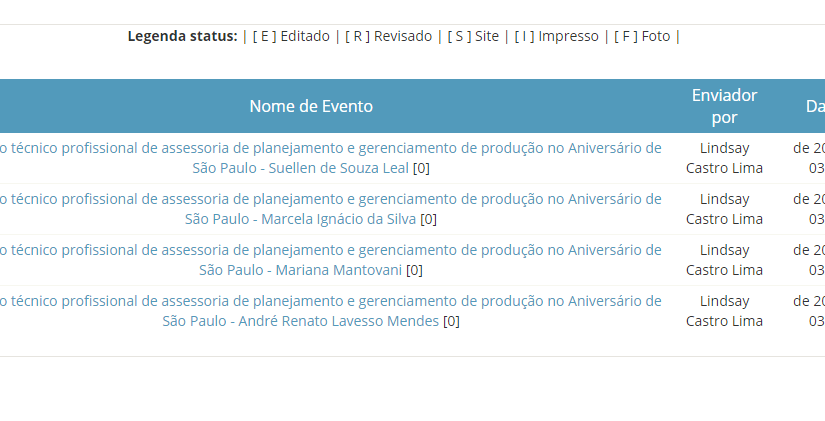 Legenda status: | [ E ] Editado | [ R ] Revisado | [ S ] Site | [ I ] Impresso | [ F ] Foto |
Nome de Evento
Enviador
por
Da
o técnico profissional de assessoria de planejamento e gerenciamento de produção no Aniversário de
São Paulo - Suellen de Souza Leal [0]
Lindsay
Castro Lima
de 20
03
o técnico profissional de assessoria de planejamento e gerenciamento de produção no Aniversário de
São Paulo - Marcela Ignácio da Silva [0]
Lindsay
Castro Lima
de 20
03
o técnico profissional de assessoria de planejamento e gerenciamento de produção no Aniversário de
São Paulo - Mariana Mantovani [0]
Lindsay
Castro Lima
de 20
03
o técnico profissional de assessoria de planejamento e gerenciamento de produção no Aniversário de
São Paulo - André Renato Lavesso Mendes [0]
Lindsay
Castro Lima
de 20
03